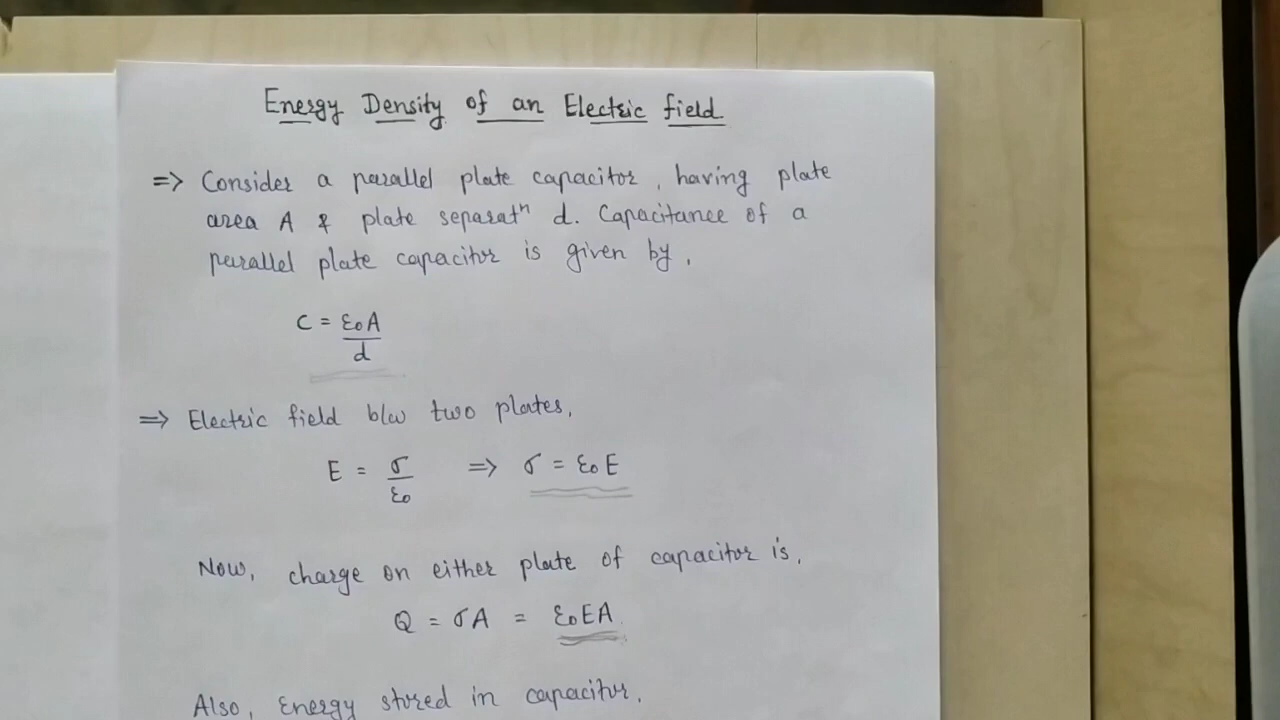 Energy Density of an Electric field
=> Consider a parallel plate capacitor, having plate
area A & plate separatⁿ d. Capacitance of a
parallel plate capacitor is given by,
C = ε₀A / d
=> Electric field b/w two plates,
E = σ / ε₀ => σ = ε₀E
Now, charge on either plate of capacitor is,
Q = σA = ε₀EA
Also, Energy stored in capacitor,